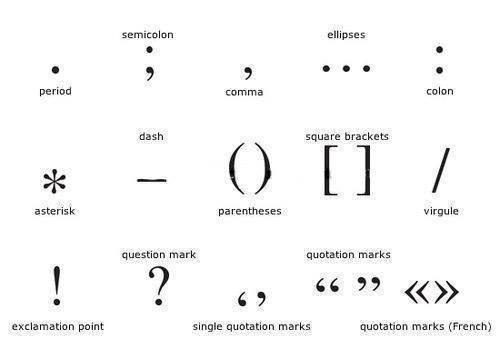 semicolon ellipses
. ; , ... :
period comma colon
dash square brackets
* – ( ) [ ] /
asterisk parentheses virgule
question mark quotation marks
! ? ‘ ’ “ ” «»
exclamation point single quotation marks quotation marks (French)